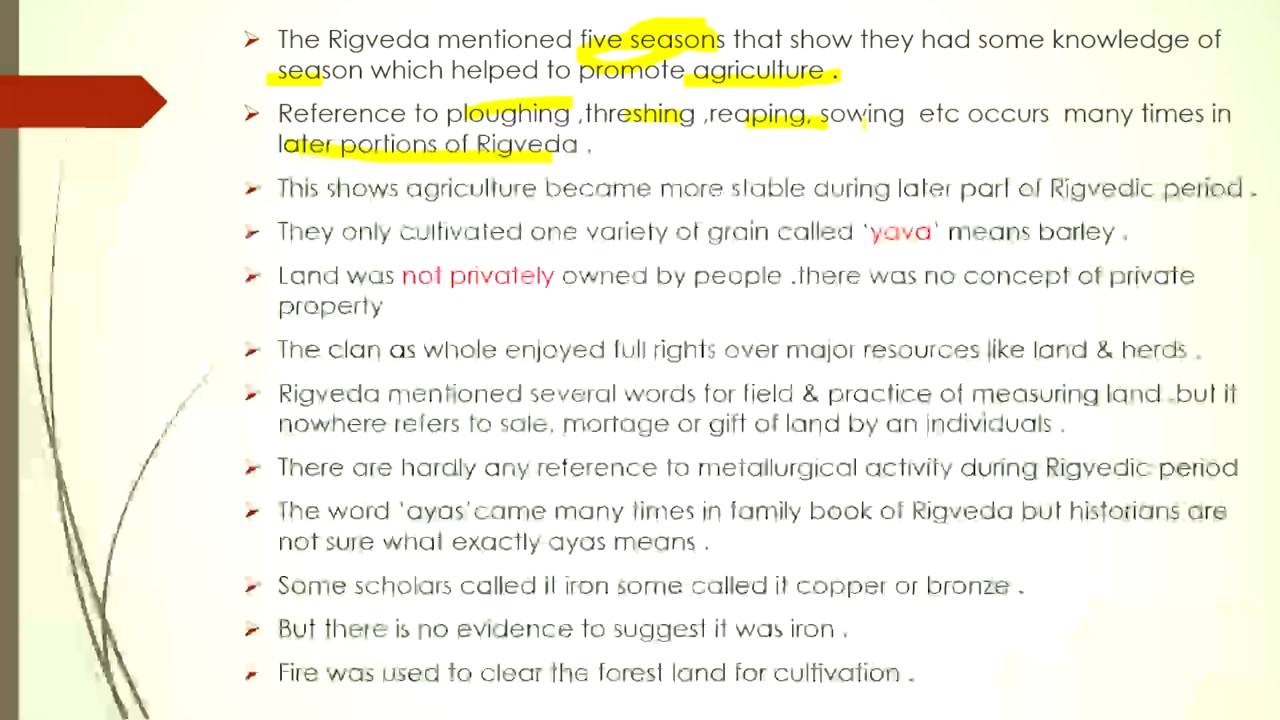 The Rigveda mentioned five seasons that show they had some knowledge of
season which helped to promote agriculture .
Reference to ploughing ,threshing ,reaping, sowing etc occurs many times in
later portions of Rigveda .
This shows agriculture became more stable during later part of Rigvedic period .
They only cultivated one variety of grain called 'yava' means barley .
Land was not privately owned by people .there was no concept of private
property
The clan as whole enjoyed full rights over major resources like land & herds .
Rigveda mentioned several words for field & practice of measuring land .but it
nowhere refers to sale, mortage or gift of land by an individuals .
There are hardly any reference to metallurgical activity during Rigvedic period
The word 'ayas'came many times in family book of Rigveda but historians are
not sure what exactly ayas means .
Some scholars called it iron some called it copper or bronze .
But there is no evidence to suggest it was iron .
Fire was used to clear the forest land for cultivation .